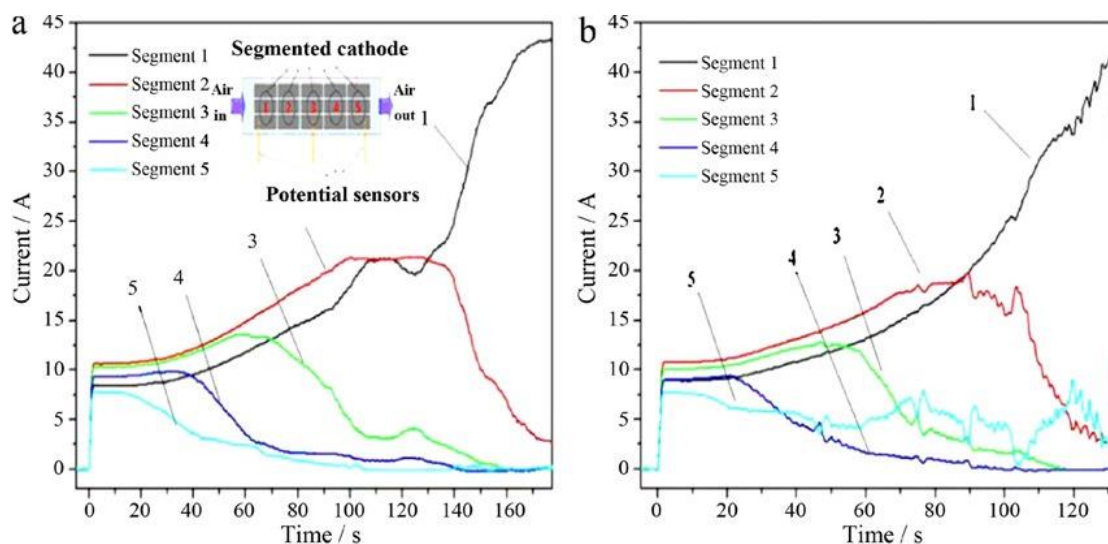 a
45
40
35
30
25
20
15
10
5
0
Current / A
Segment 1
Segment 2
Segment 3
Segment 4
Segment 5
Segmented cathode
Air
in
1 2 3 4 5
Air
out
Potential sensors
1
3
4
5
0 20 40 60 80 100 120 140 160
Time / s
b
45
40
35
30
25
20
15
10
5
0
Current / A
Segment 1
Segment 2
Segment 3
Segment 4
Segment 5
1
2
3
4
5
0 20 40 60 80 100 120
Time / s